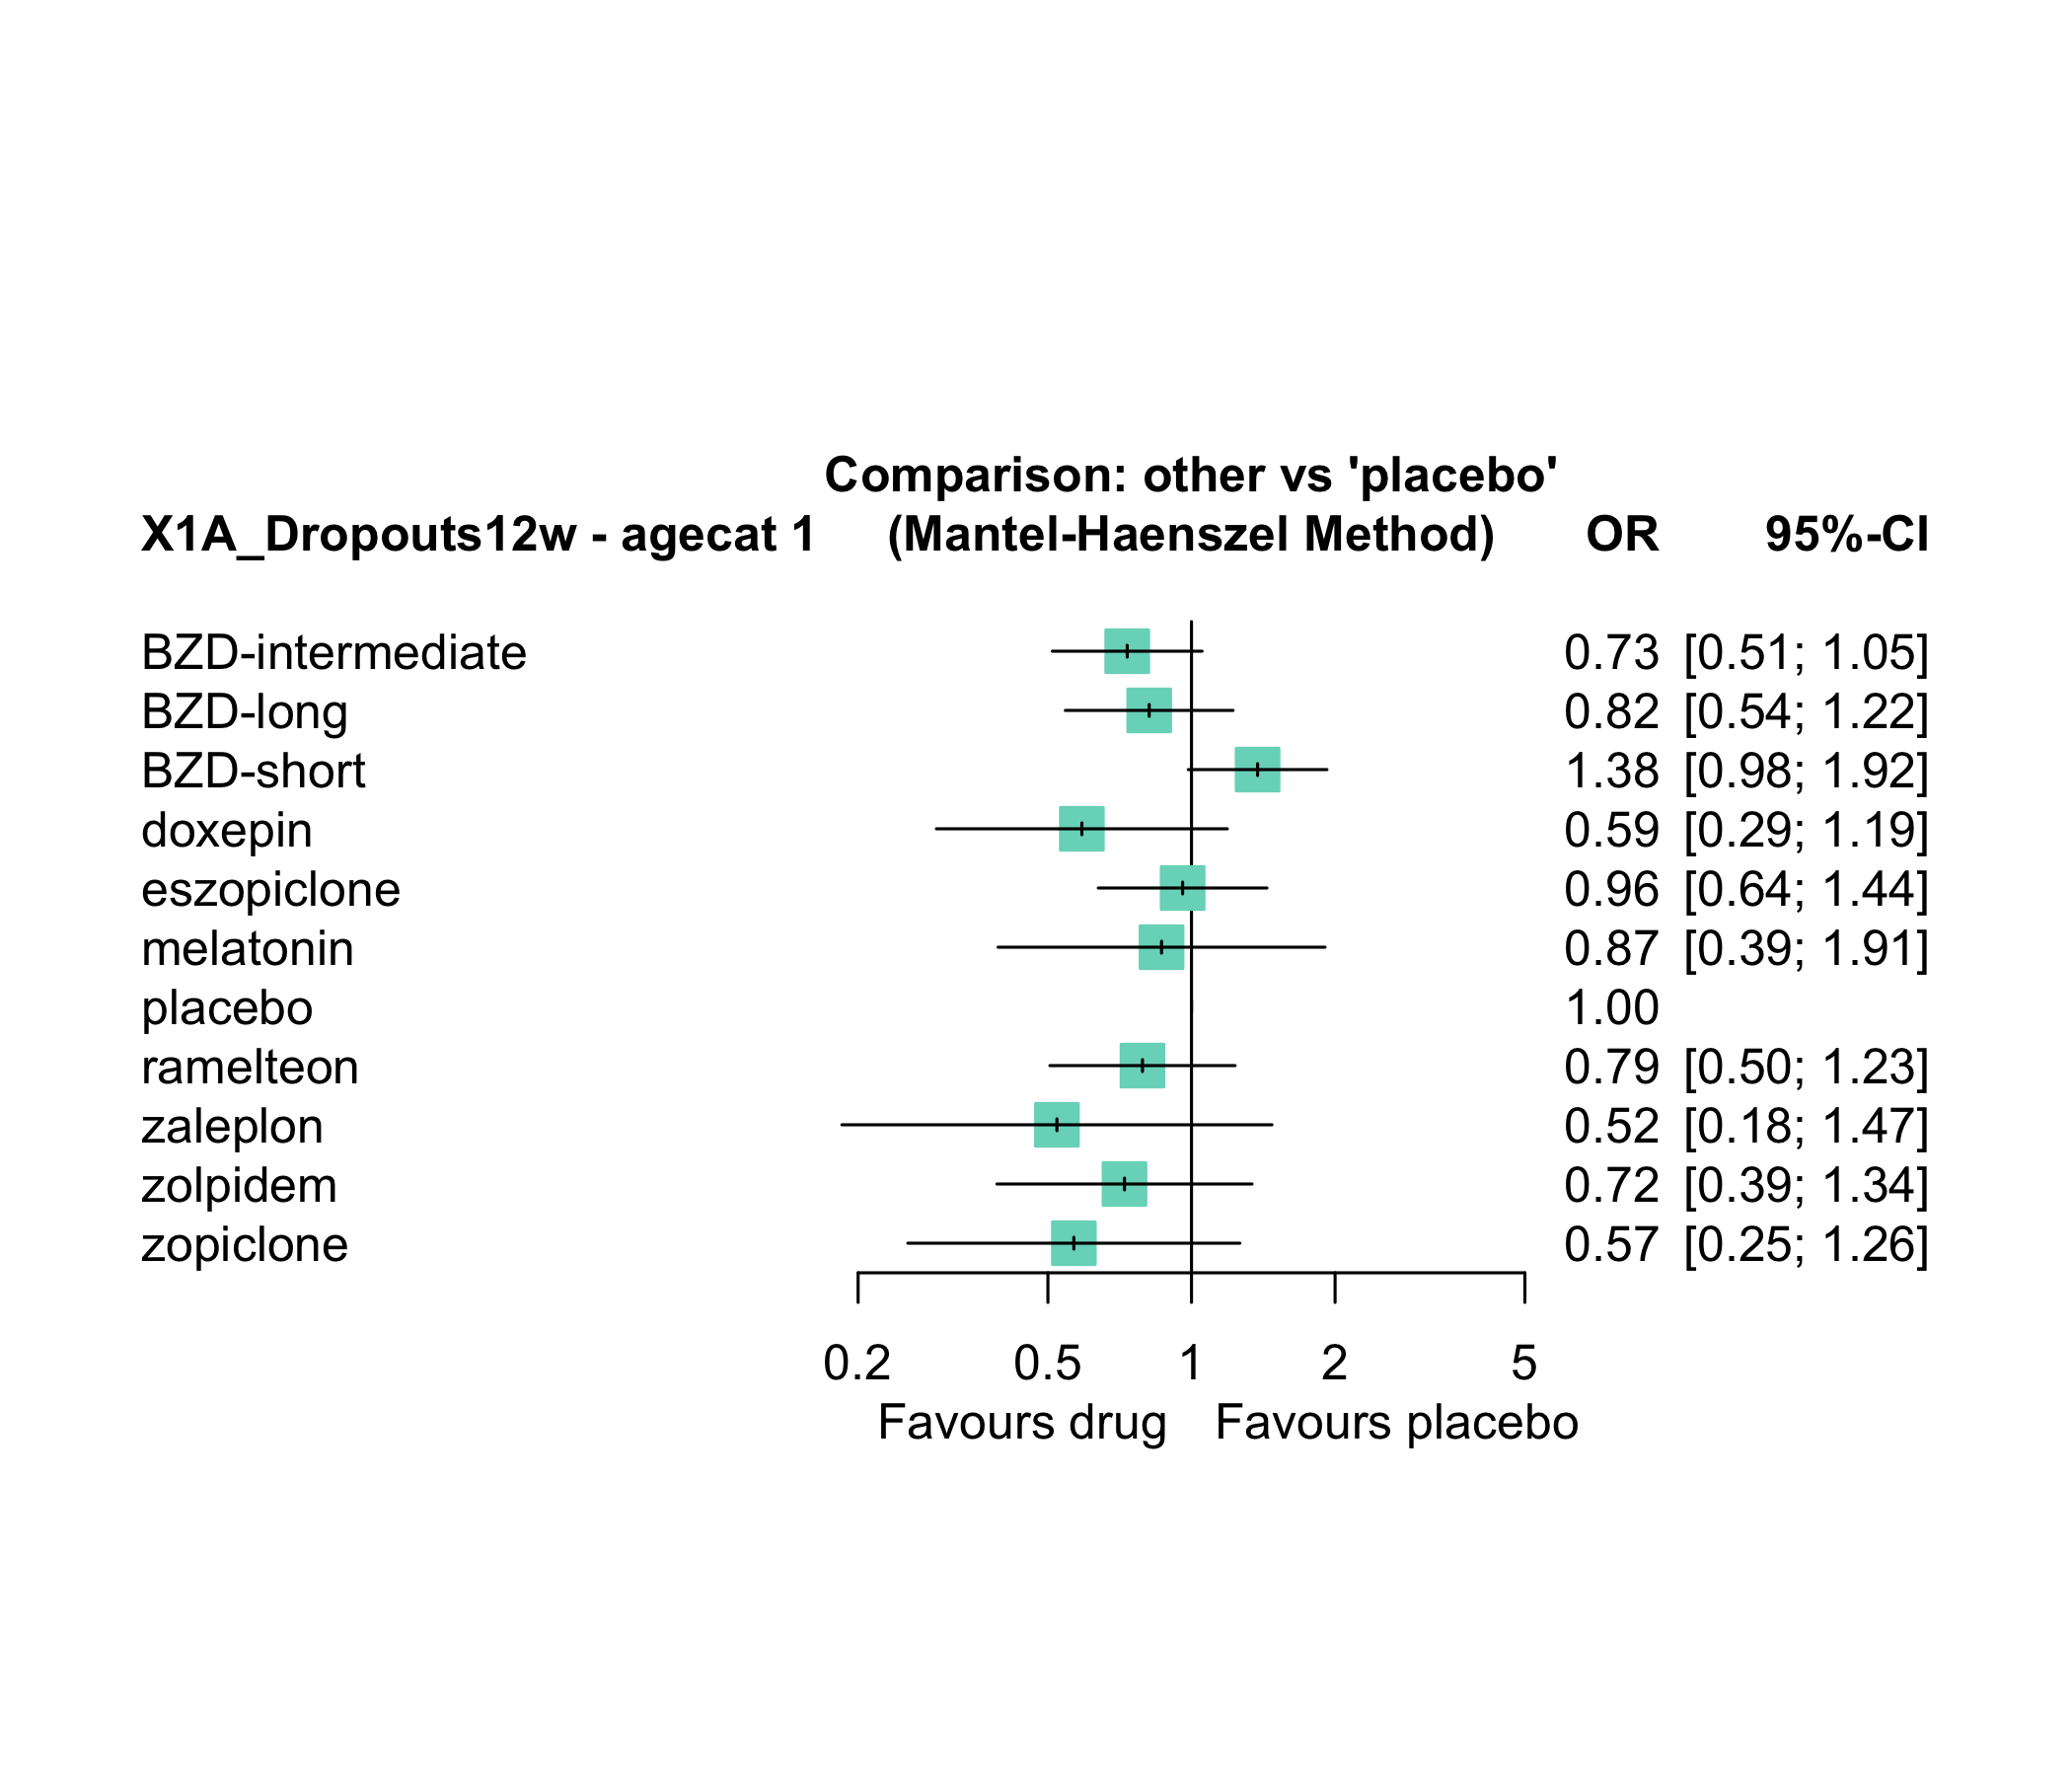 Comparison: other vs 'placebo'
X1A_Dropouts12w - agecat 1 (Mantel-Haenszel Method) OR 95%-CI
BZD-intermediate 0.73 [0.51; 1.05]
BZD-long 0.82 [0.54; 1.22]
BZD-short 1.38 [0.98; 1.92]
doxepin 0.59 [0.29; 1.19]
eszopiclone 0.96 [0.64; 1.44]
melatonin 0.87 [0.39; 1.91]
placebo 1.00
ramelteon 0.79 [0.50; 1.23]
zaleplon 0.52 [0.18; 1.47]
zolpidem 0.72 [0.39; 1.34]
zopiclone 0.57 [0.25; 1.26]
0.2 0.5 1 2 5
Favours drug Favours placebo